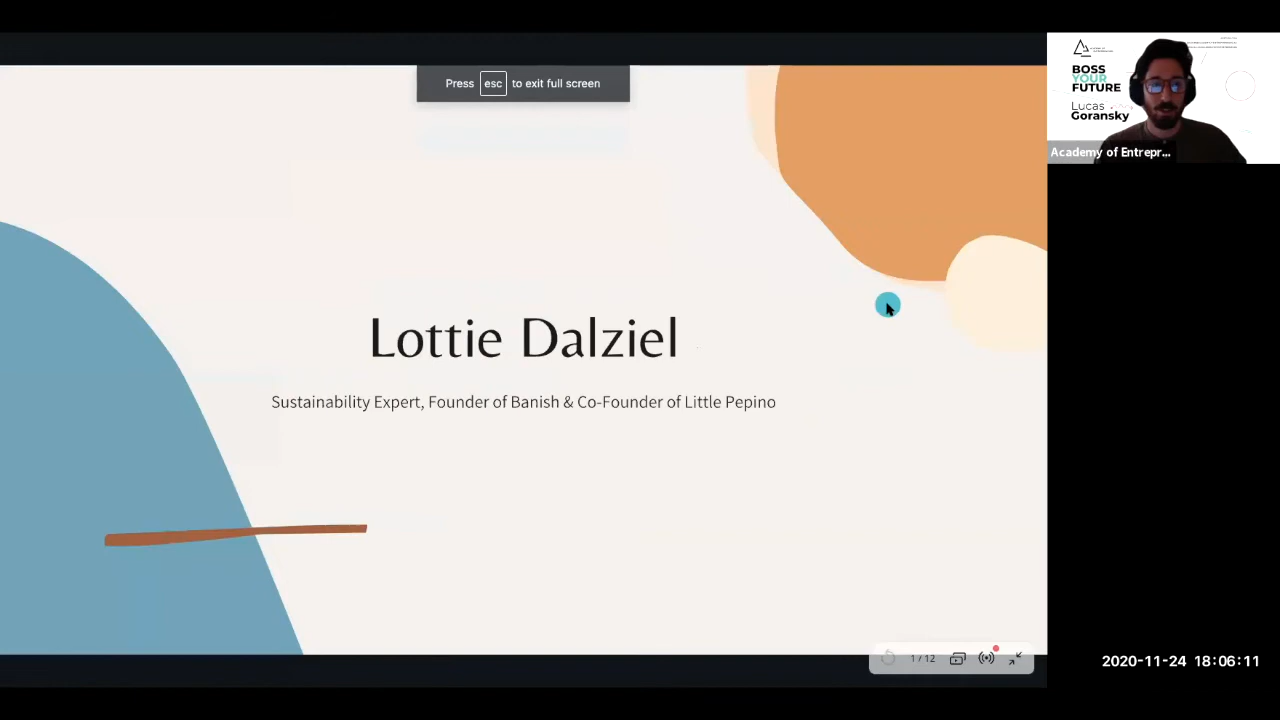 Press esc to exit full screen
BOSS
YOUR
FUTURE
Lucas
Goransky
Academy of Entrepr...
Lottie Dalziel
Sustainability Expert, Founder of Banish & Co-Founder of Little Pepino
1 / 12
2020-11-24 18:06:11